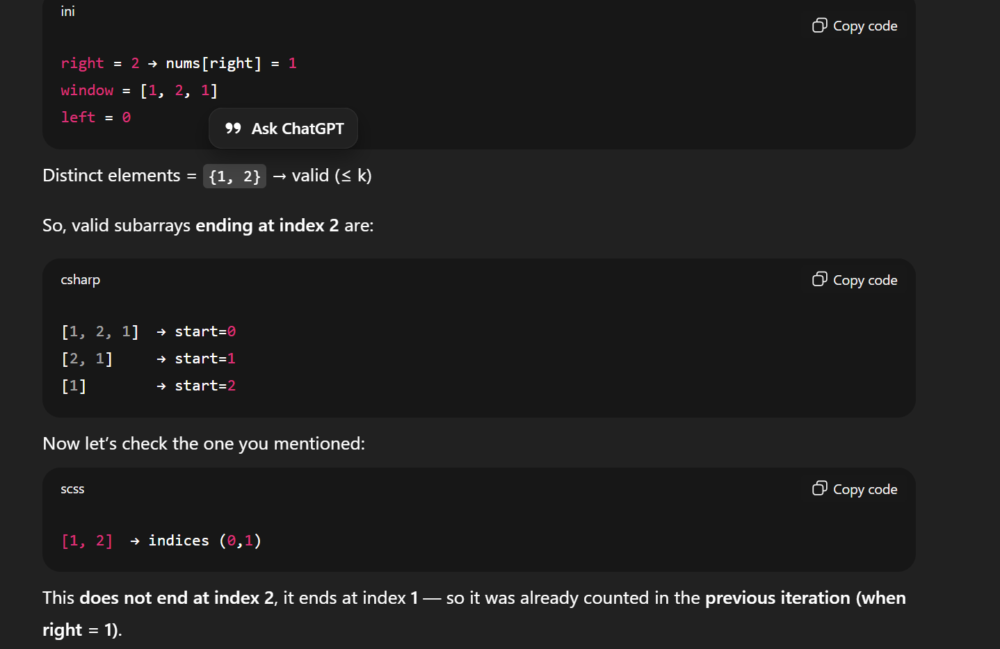 ini
Copy code
right = 2 → nums[right] = 1
window = [1, 2, 1]
left = 0
Ask ChatGPT
Distinct elements = {1, 2} → valid (≤ k)
So, valid subarrays ending at index 2 are:
csharp
Copy code
[1, 2, 1]  → start=0
[2, 1]     → start=1
[1]        → start=2
Now let’s check the one you mentioned:
scss
Copy code
[1, 2]  → indices (0,1)
This does not end at index 2, it ends at index 1 — so it was already counted in the previous iteration (when
right = 1).